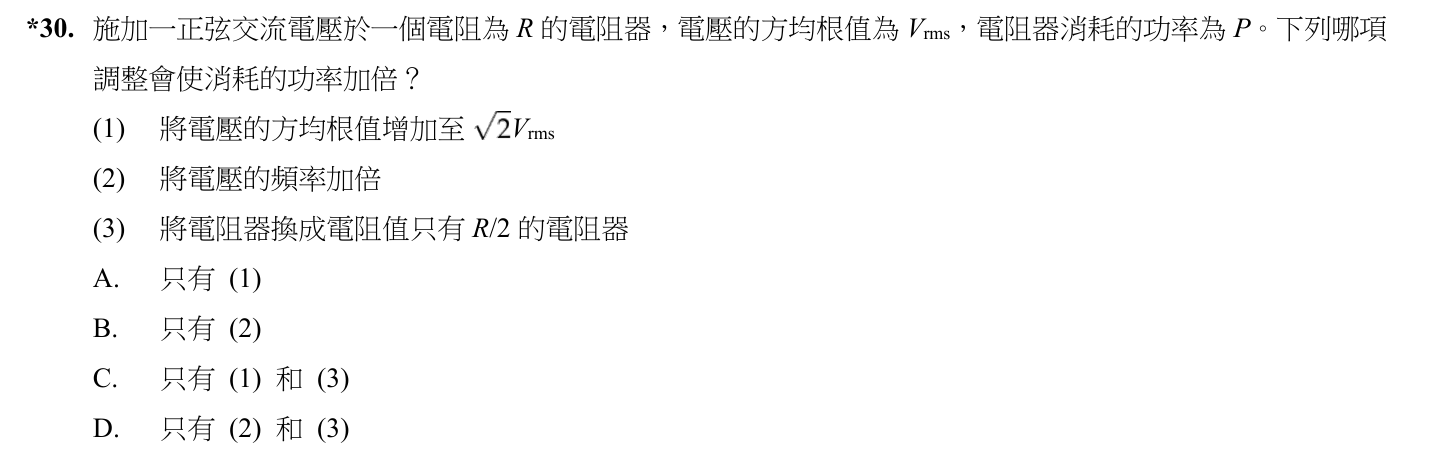 *30. 施加一正弦交流電壓於一個電阻為 R 的電阻器，電壓的方均根值為 Vrms，電阻器消耗的功率為 P。下列哪項
調整會使消耗的功率加倍？
(1) 將電壓的方均根值增加至 √2Vrms
(2) 將電壓的頻率加倍
(3) 將電阻器換成電阻值只有 R/2 的電阻器
A. 只有 (1)
B. 只有 (2)
C. 只有 (1) 和 (3)
D. 只有 (2) 和 (3)